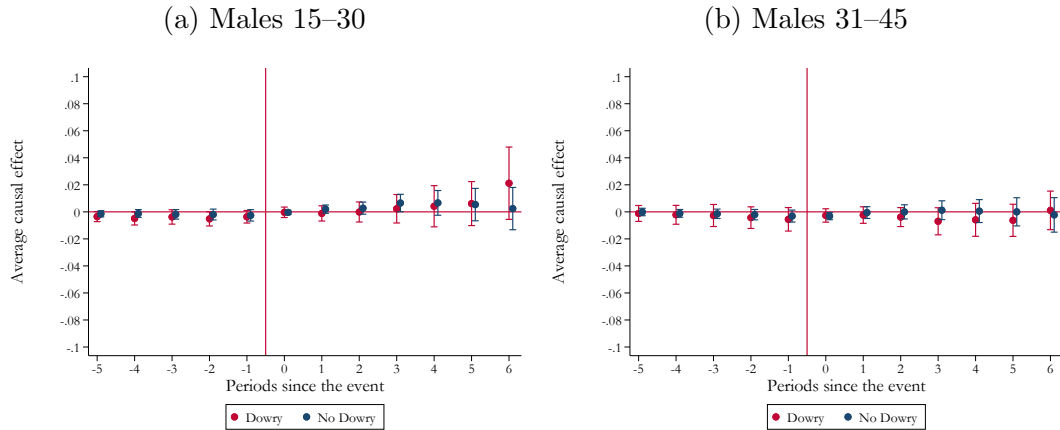 (a) Males 15–30
Average causal effect
.1
.08
.06
.04
.02
0
-.02
-.04
-.06
-.08
-.1
-5 -4 -3 -2 -1 0 1 2 3 4 5 6
Periods since the event
Dowry No Dowry
(b) Males 31–45
Average causal effect
.1
.08
.06
.04
.02
0
-.02
-.04
-.06
-.08
-.1
-5 -4 -3 -2 -1 0 1 2 3 4 5 6
Periods since the event
Dowry No Dowry